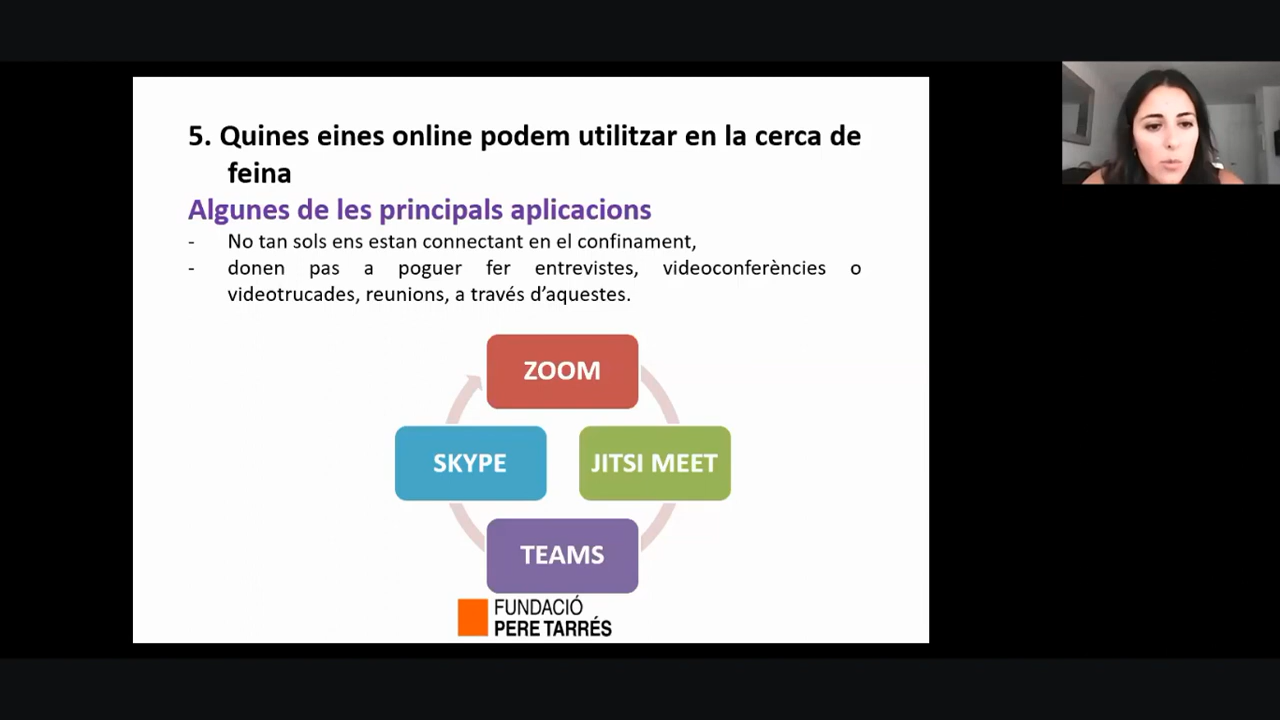 5. Quines eines online podem utilitzar en la cerca de
feina
Algunes de les principals aplicacions
- No tan sols ens estan connectant en el confinament,
- donen pas a poguer fer entrevistes, videoconferències o
videotrucades, reunions, a través d'aquestes.
ZOOM
SKYPE
JITSI MEET
TEAMS
FUNDACIÓ
PERE TARRÉS